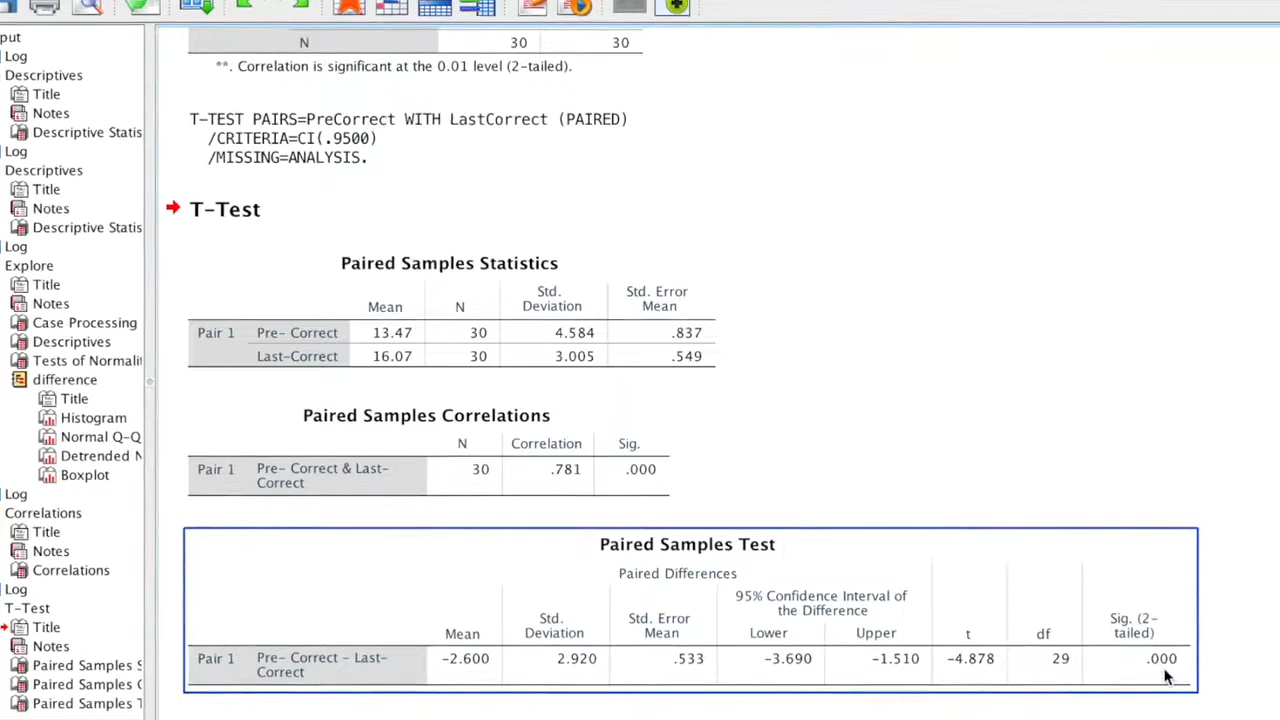 put
Log
Descriptives
Title
Notes
Descriptive Statis
Log
Descriptives
Title
Notes
Descriptive Statis
Log
Explore
Title
Notes
Case Processing
Descriptives
Tests of Normalit
difference
Title
Histogram
Normal Q-Q
Detrended N
Boxplot
Log
Correlations
Title
Notes
Correlations
Log
T-Test
Title
Notes
Paired Samples S
Paired Samples C
Paired Samples T
N 30 30
**. Correlation is significant at the 0.01 level (2-tailed).
T-TEST PAIRS=PreCorrect WITH LastCorrect (PAIRED)
/CRITERIA=CI(.9500)
/MISSING=ANALYSIS.
T-Test
Paired Samples Statistics
Mean N Std. Deviation Std. Error Mean
Pair 1 Pre- Correct 13.47 30 4.584 .837
Last-Correct 16.07 30 3.005 .549
Paired Samples Correlations
N Correlation Sig.
Pair 1 Pre- Correct & Last- 30 .781 .000
Correct
Paired Samples Test
Paired Differences
95% Confidence Interval of
the Difference
Mean Std. Deviation Std. Error Mean Lower Upper t df Sig. (2-tailed)
Pair 1 Pre- Correct - Last- -2.600 2.920 .533 -3.690 -1.510 -4.878 29 .000
Correct